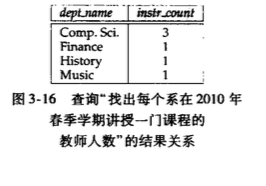 dept_name instr_count
Comp. Sci. 3
Finance 1
History 1
Music 1
图 3-16 查询“找出每个系在 2010 年
春季学期讲授一门课程的
教师人数”的结果关系